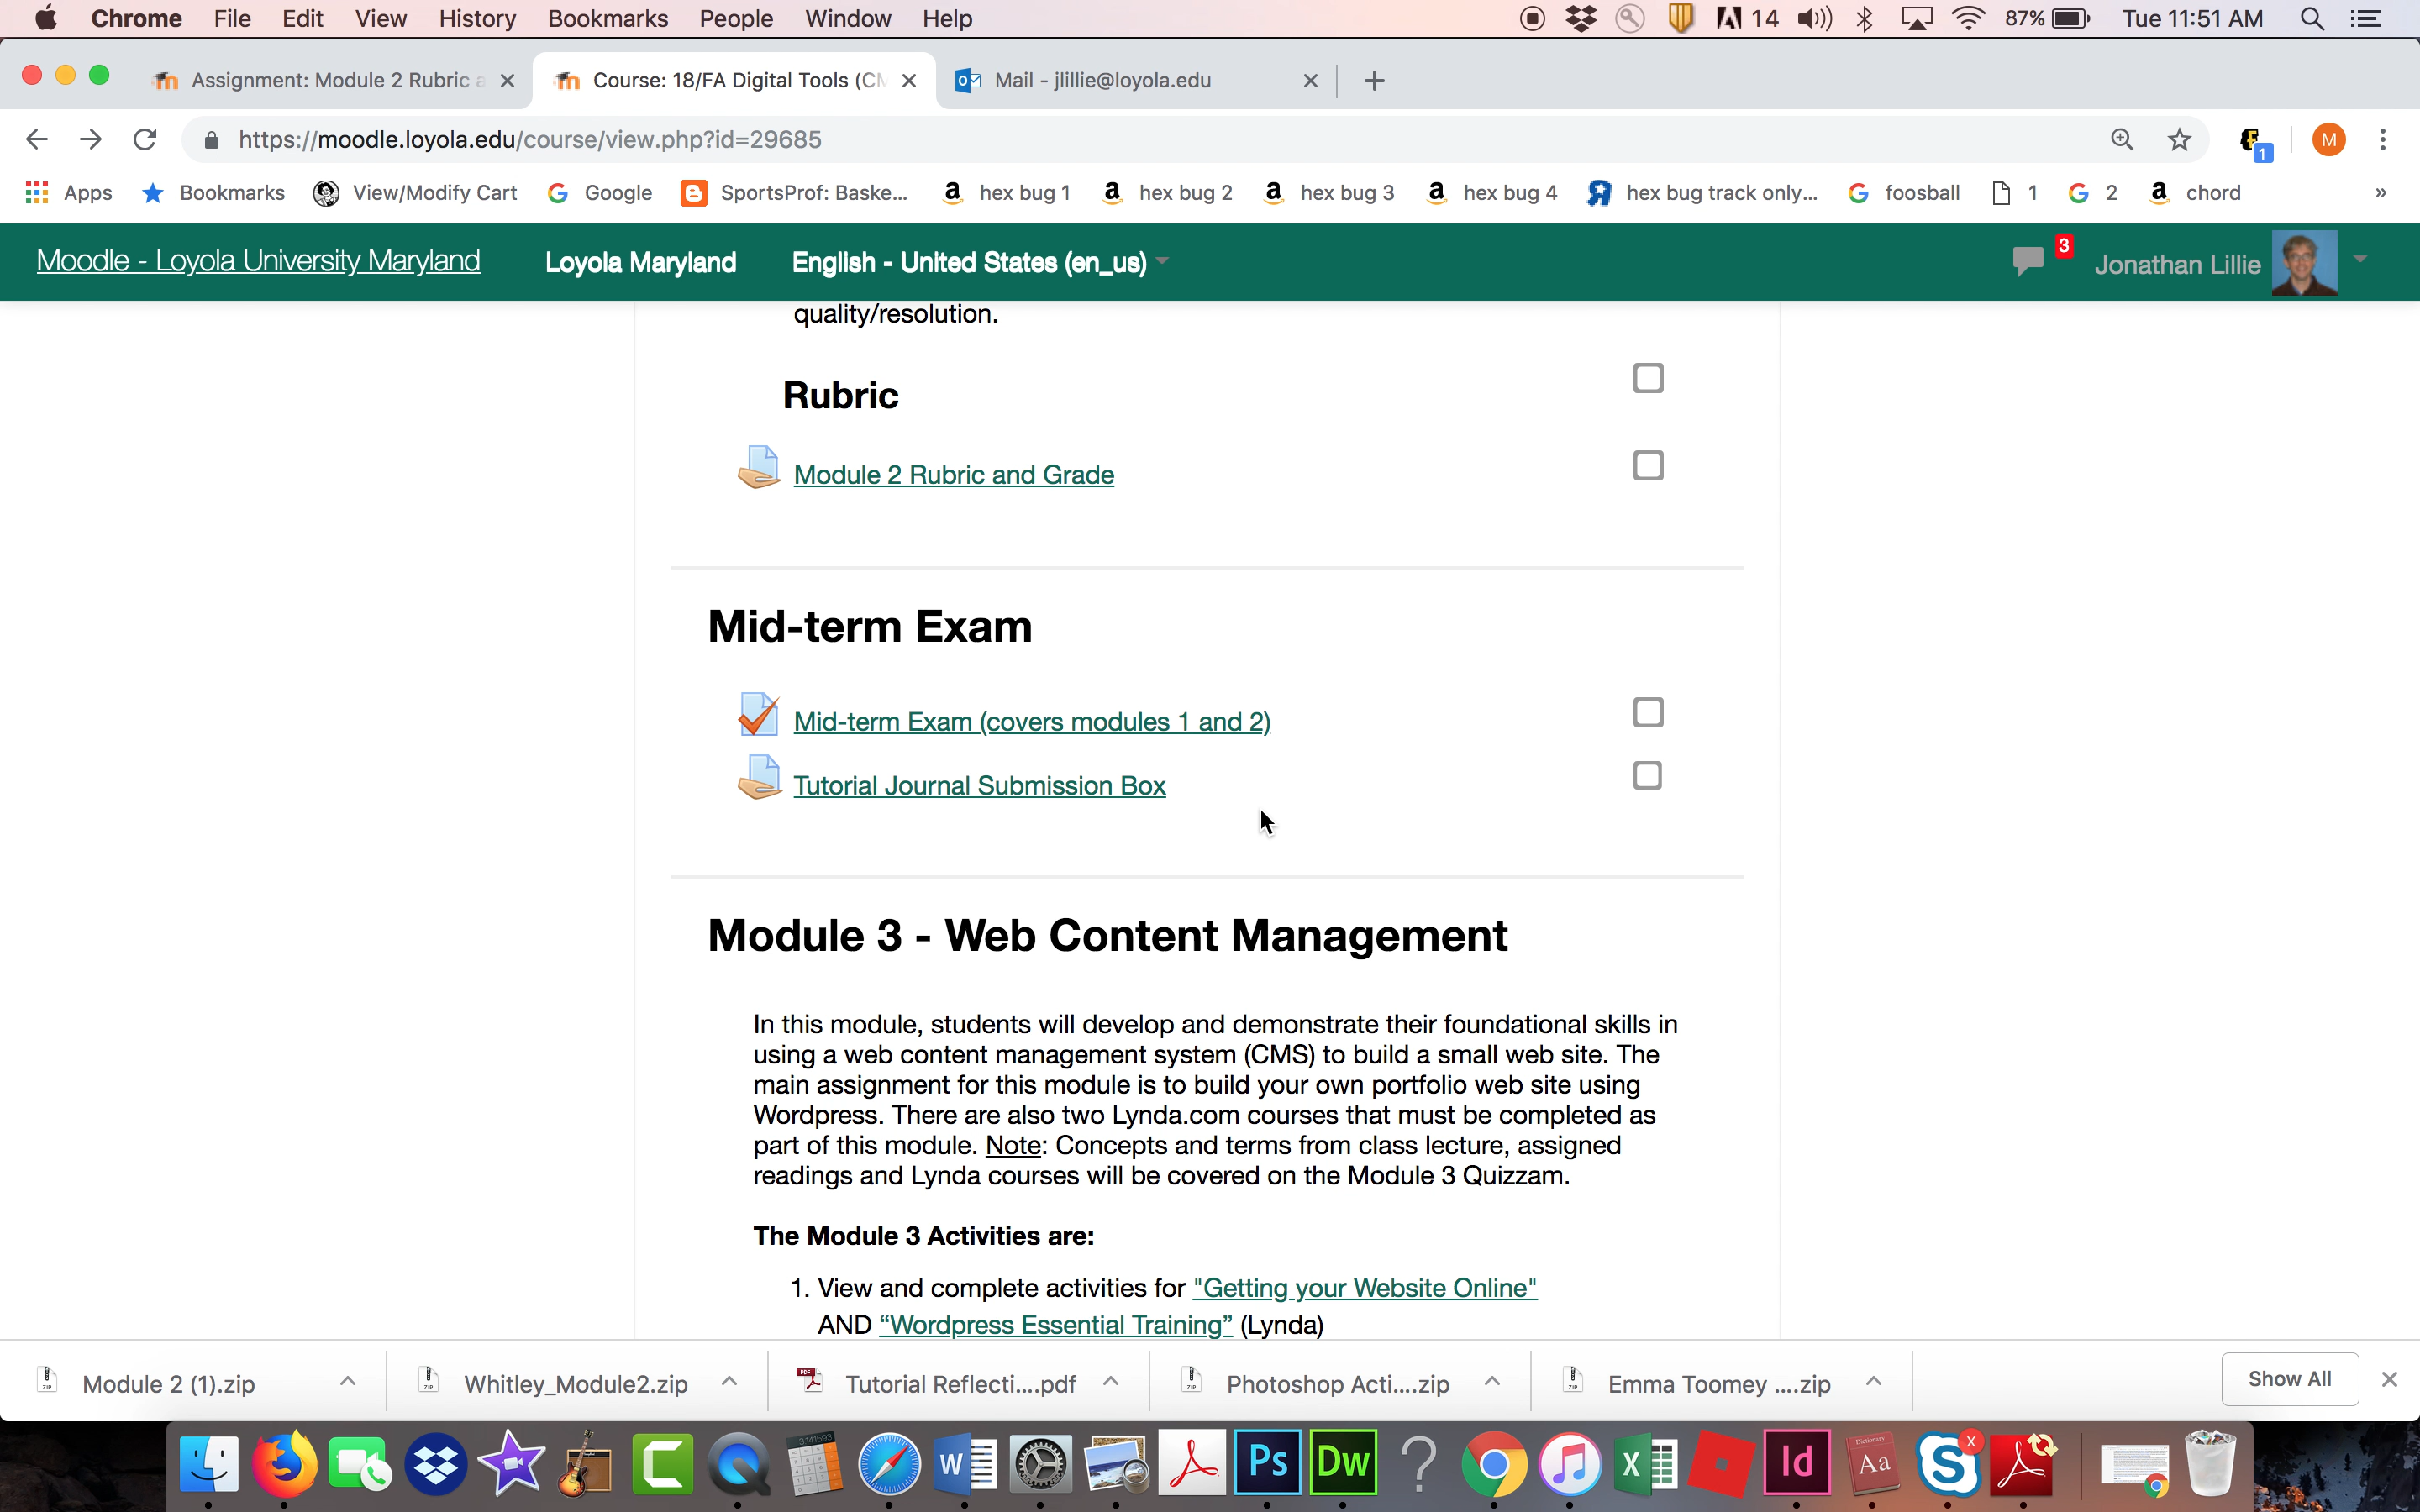 Chrome File Edit View History Bookmarks People Window Help 14 87% Tue 11:51 AM
Assignment: Module 2 Rubric a Course: 18/FA Digital Tools (CM Mail - jlillie@loyola.edu
https://moodle.loyola.edu/course/view.php?id=29685 1 M
Apps Bookmarks View/Modify Cart Google SportsProf: Baske... hex bug 1 hex bug 2 hex bug 3 hex bug 4 hex bug track only... foosball 1 2 chord »
Moodle - Loyola University Maryland Loyola Maryland English - United States (en_us) 3 Jonathan Lillie
quality/resolution.
Rubric
Module 2 Rubric and Grade
Mid-term Exam
Mid-term Exam (covers modules 1 and 2)
Tutorial Journal Submission Box
Module 3 - Web Content Management
In this module, students will develop and demonstrate their foundational skills in
using a web content management system (CMS) to build a small web site. The
main assignment for this module is to build your own portfolio web site using
Wordpress. There are also two Lynda.com courses that must be completed as
part of this module. Note: Concepts and terms from class lecture, assigned
readings and Lynda courses will be covered on the Module 3 Quizzam.
The Module 3 Activities are:
1. View and complete activities for "Getting your Website Online"
AND “Wordpress Essential Training” (Lynda)
Module 2 (1).zip Whitley_Module2.zip Tutorial Reflecti....pdf Photoshop Acti....zip Emma Toomey ....zip Show All
3.141593 W Ps Dw ? X Id Dictionary Aa S